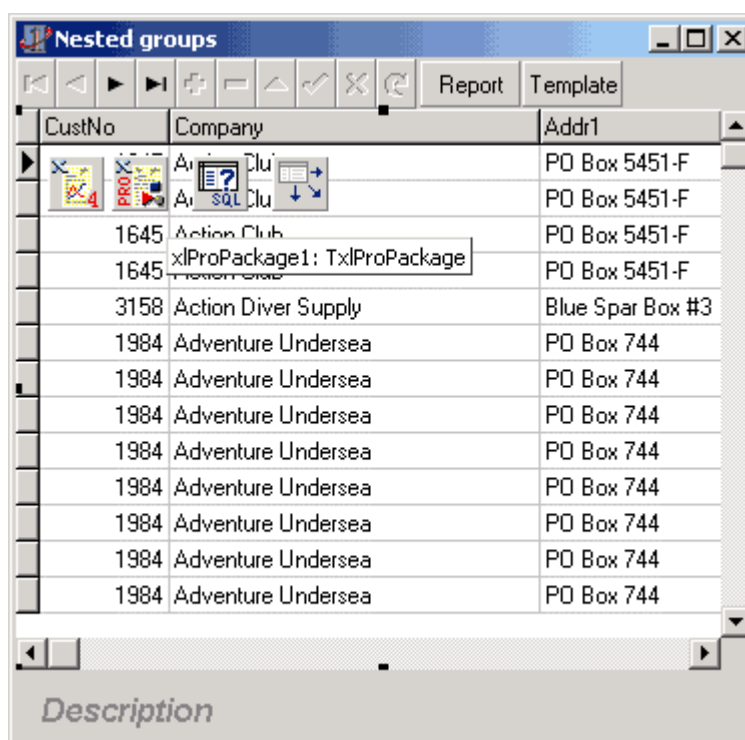 Nested groups
Report Template
CustNo Company Addr1
PO Box 5451-F
4 PRO SQL PO Box 5451-F
1645 Action Club PO Box 5451-F
xlProPackage1: TxlProPackage
1645 PO Box 5451-F
3158 Action Diver Supply Blue Spar Box #3
1984 Adventure Undersea PO Box 744
1984 Adventure Undersea PO Box 744
1984 Adventure Undersea PO Box 744
1984 Adventure Undersea PO Box 744
1984 Adventure Undersea PO Box 744
1984 Adventure Undersea PO Box 744
1984 Adventure Undersea PO Box 744
1984 Adventure Undersea PO Box 744
Description